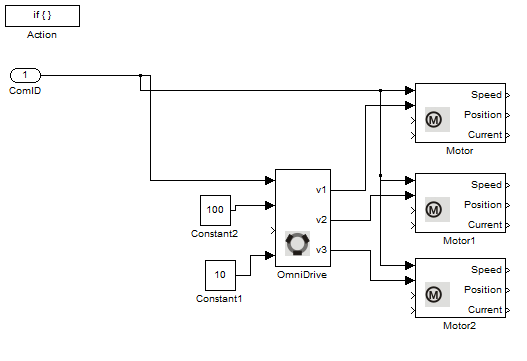 if { }
Action
1
ComID
Speed
Position
Current
M
Motor
v1
v2
v3
OmniDrive
100
Constant2
10
Constant1
Speed
Position
Current
M
Motor1
Speed
Position
Current
M
Motor2